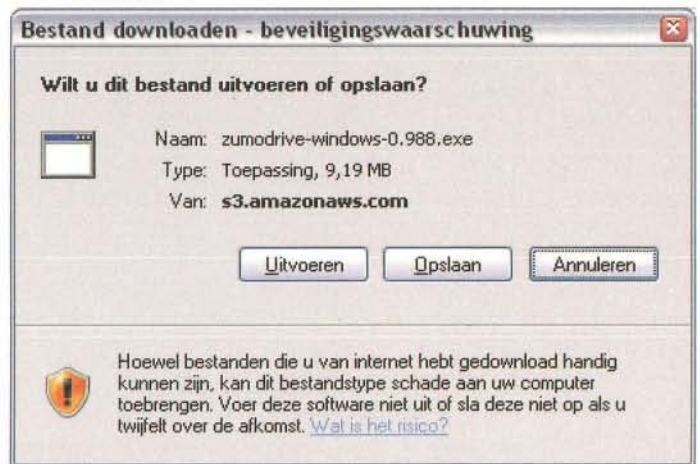 Bestand downloaden - beveiligingswaarschuwing
Wilt u dit bestand uitvoeren of opslaan?
Naam: zumodrive-windows-0.988.exe
Type: Toepassing, 9,19 MB
Van: s3.amazonaws.com
Uitvoeren Opslaan Annuleren
Hoewel bestanden die u van internet hebt gedownload handig
kunnen zijn, kan dit bestandstype schade aan uw computer
toebrengen. Voer deze software niet uit of sla deze niet op als u
twijfelt over de afkomst. Wat is het risico?